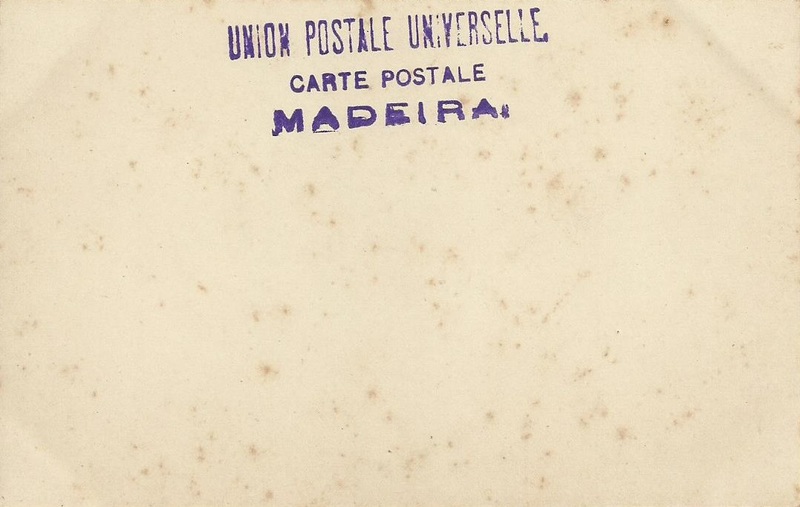 UNION POSTALE UNIVERSELLE.
CARTE POSTALE
MADEIRA.